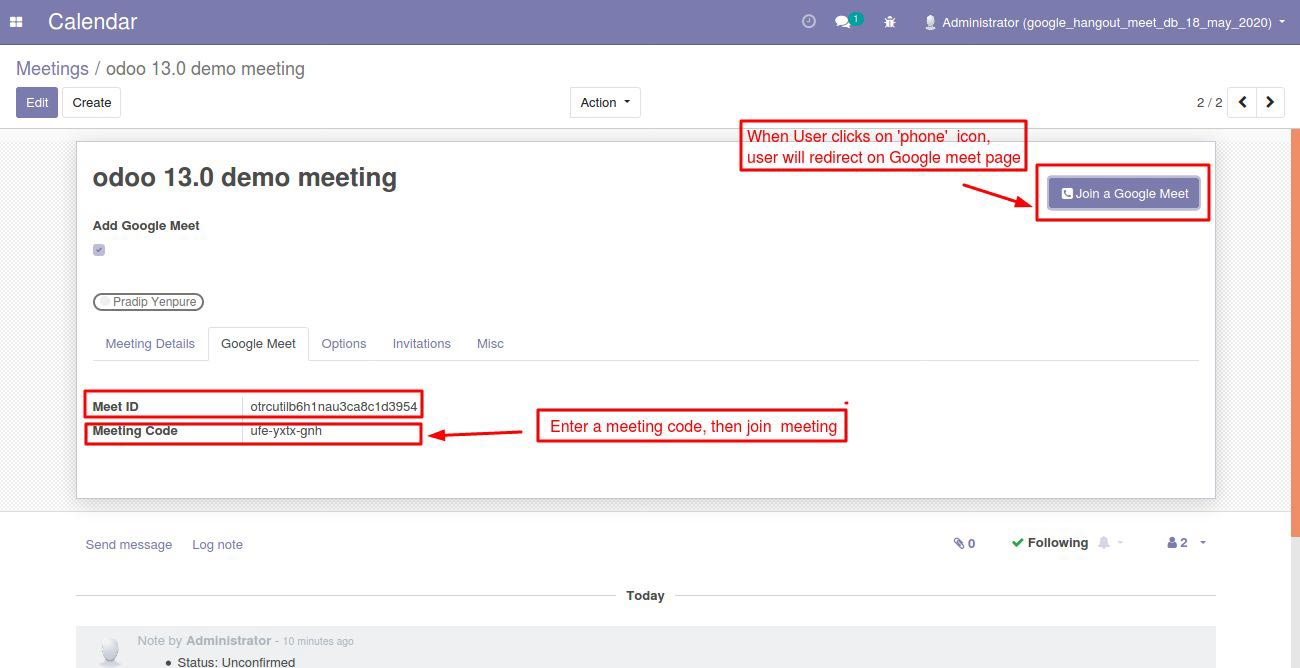 Calendar
1
Administrator (google_hangout_meet_db_18_may_2020)
Meetings / odoo 13.0 demo meeting
Edit
Create
Action
2 / 2
When User clicks on 'phone' icon,
user will redirect on Google meet page
odoo 13.0 demo meeting
Join a Google Meet
Add Google Meet
Pradip Yenpure
Meeting Details
Google Meet
Options
Invitations
Misc
Meet ID
otrcutilb6h1nau3ca8c1d3954
Meeting Code
ufe-yxtx-gnh
Enter a meeting code, then join meeting
Send message
Log note
0
Following
2
Today
Note by Administrator - 10 minutes ago
• Status: Unconfirmed